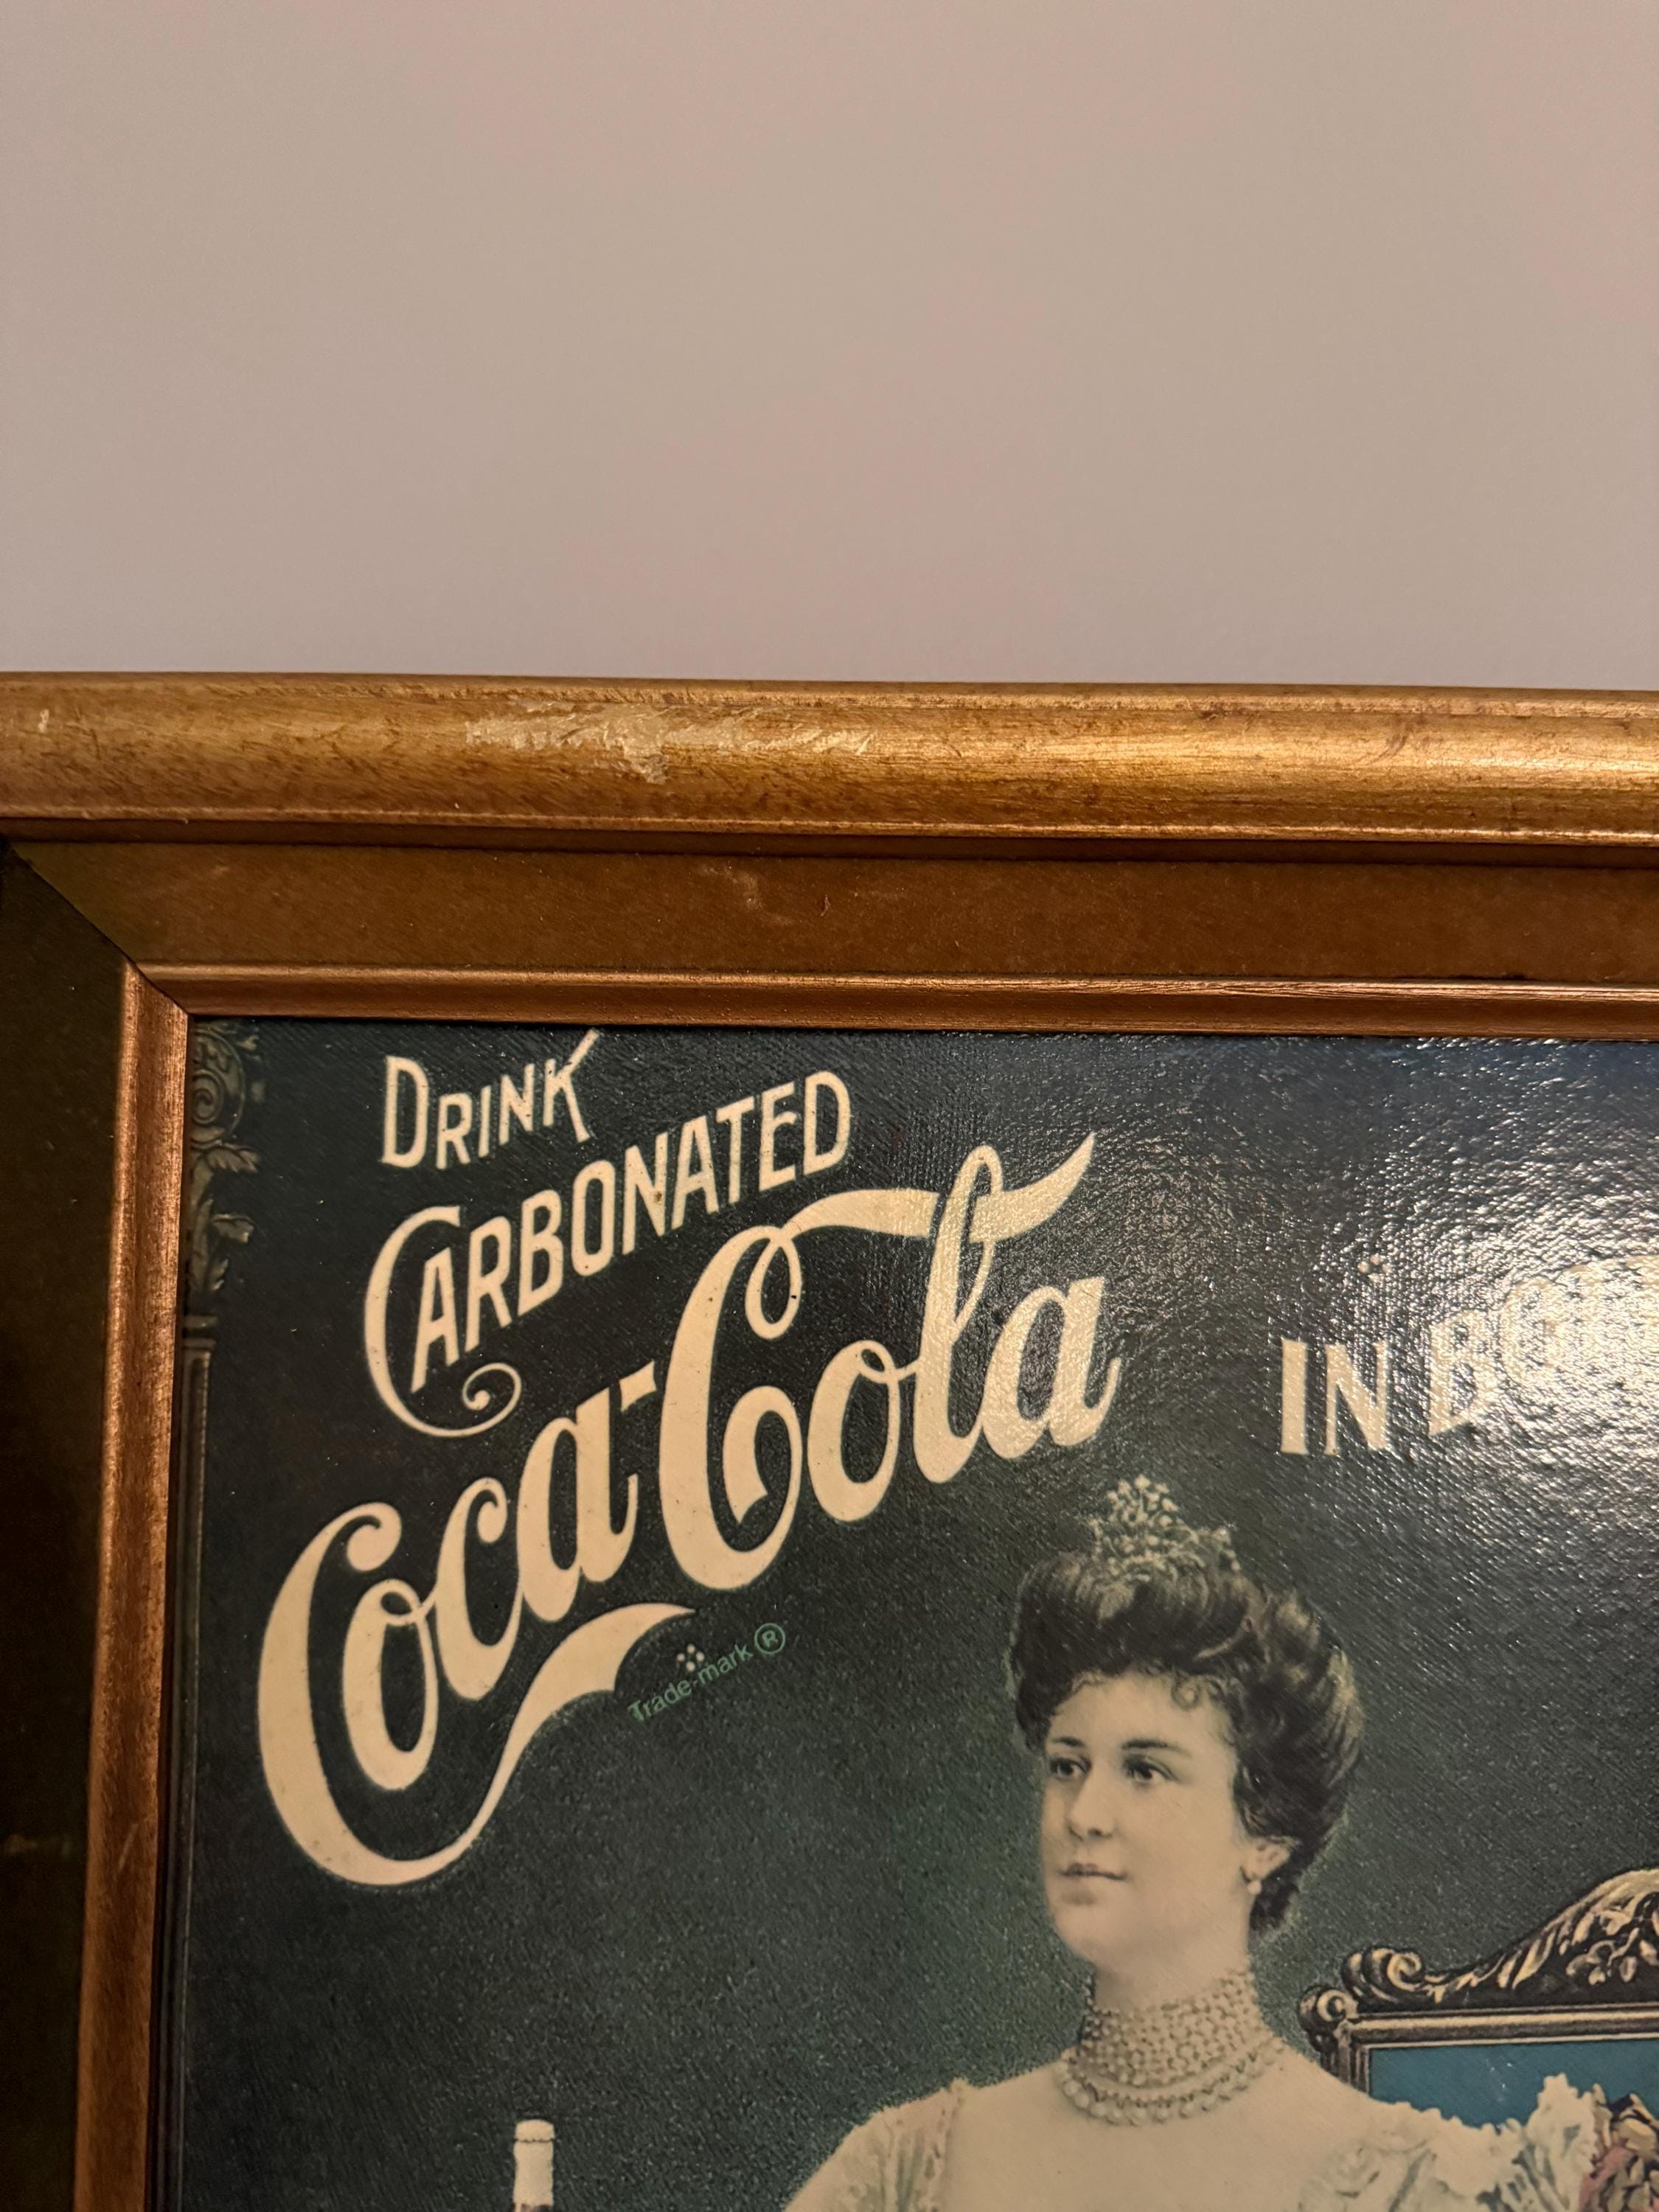 DRINK
CARBONATED
Coca-Cola
IN
Trade-mark ®